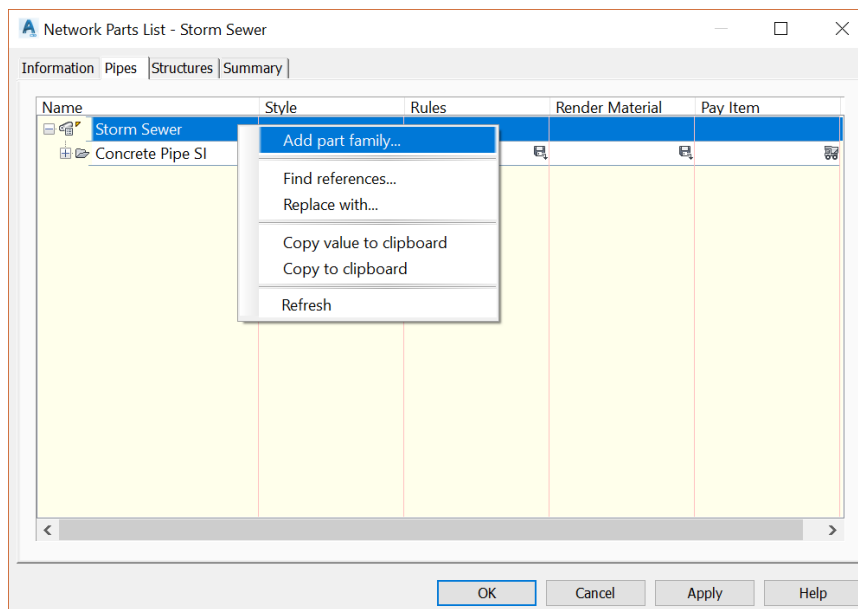 Network Parts List - Storm Sewer
Information Pipes Structures Summary
Name Style Rules Render Material Pay Item
Storm Sewer
Add part family...
Concrete Pipe SI
Find references...
Replace with...
Copy value to clipboard
Copy to clipboard
Refresh
OK Cancel Apply Help